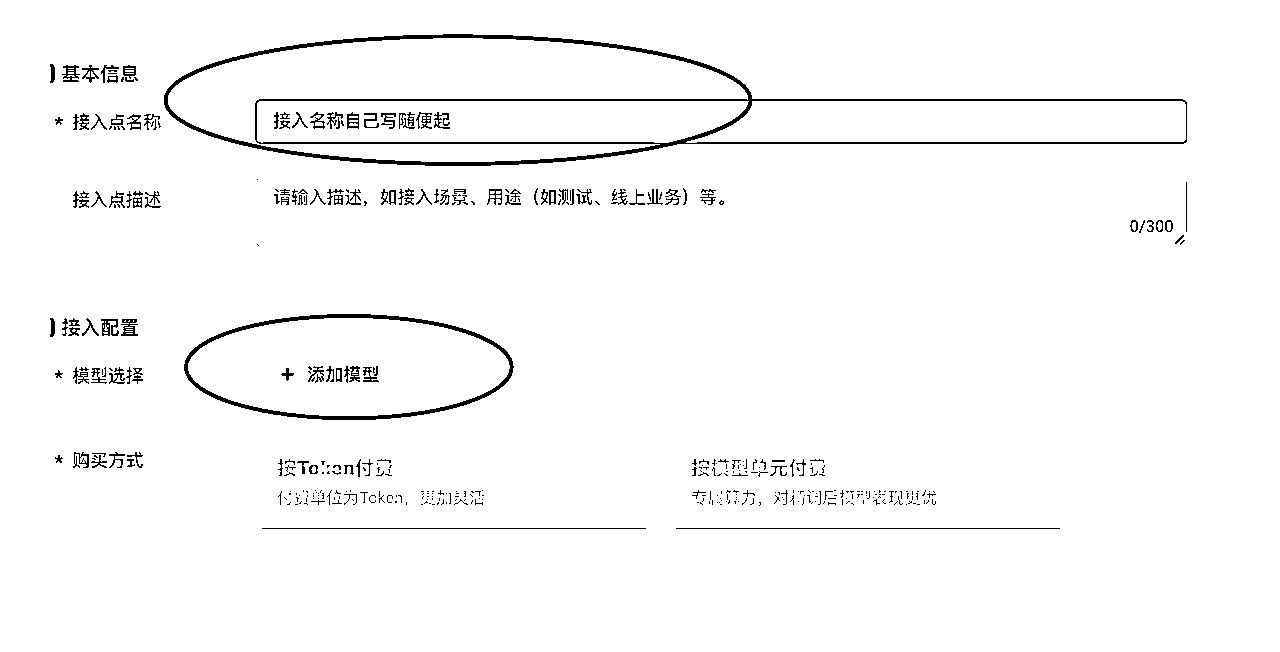 基本信息
* 接入点名称 接入名称自己写随便起
接入点描述 请输入描述，如接入场景、用途（如测试、线上业务）等。
0/300
接入配置
* 模型选择 + 添加模型
* 购买方式 按Token付费 按模型单元付费
付费单位为Token，更加灵活 专属算力，对精调后模型表现更优